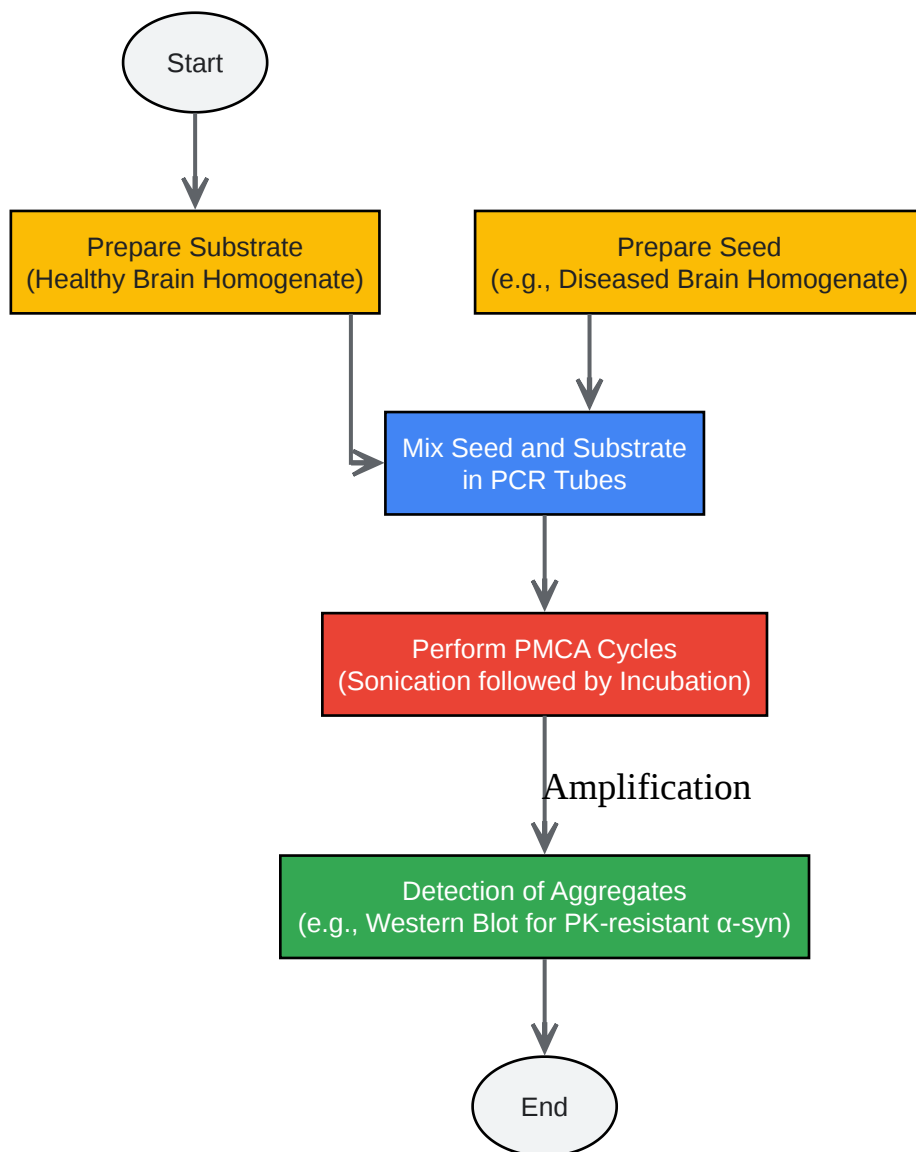 Start
Prepare Substrate
(Healthy Brain Homogenate)
Prepare Seed
(e.g., Diseased Brain Homogenate)
Mix Seed and Substrate
in PCR Tubes
Perform PMCA Cycles
(Sonication followed by Incubation)
Amplification
Detection of Aggregates
(e.g., Western Blot for PK-resistant α-syn)
End